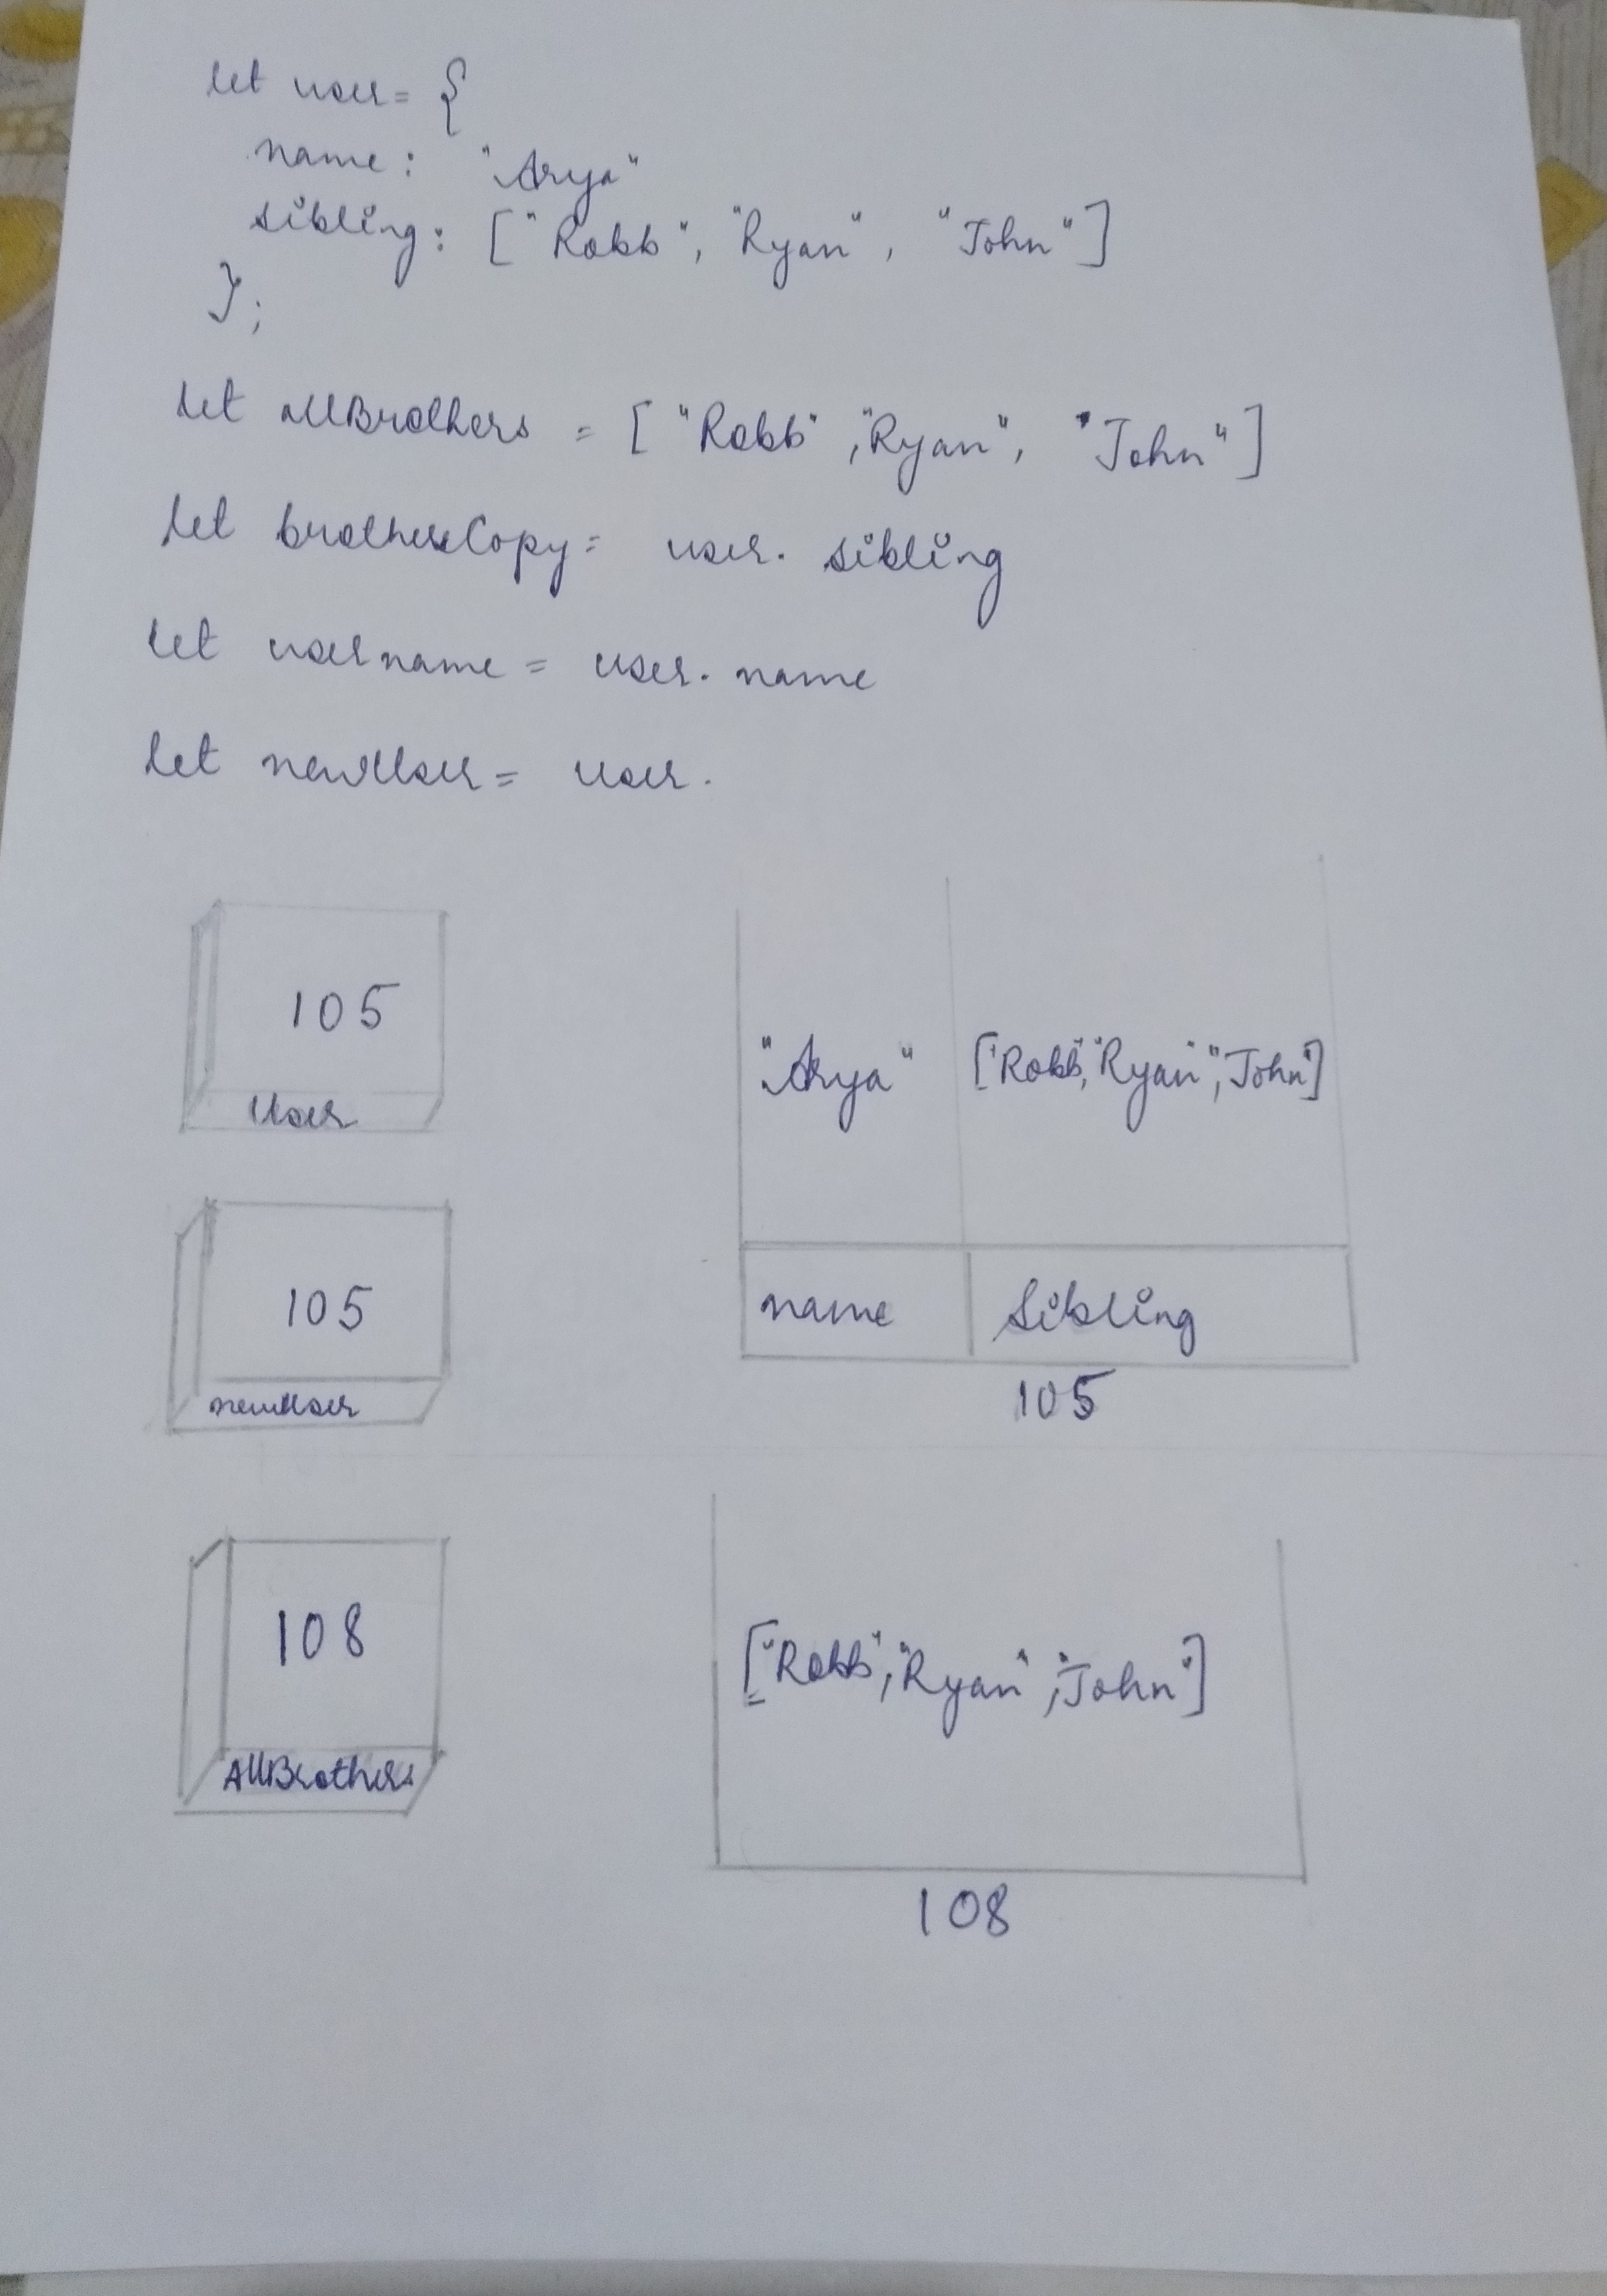 let user = {
name: "Arya"
sibling: ["Robb", "Ryan", "John"]
};
let allBrothers = ["Robb", "Ryan", "John"]
let brothersCopy = user. sibling
let username = user. name
let newUser = user.
105
user
"Arya" ["Robb", "Ryan", "John"]
105
newUser
name sibling
105
108
AllBrothers
["Robb", "Ryan", "John"]
108